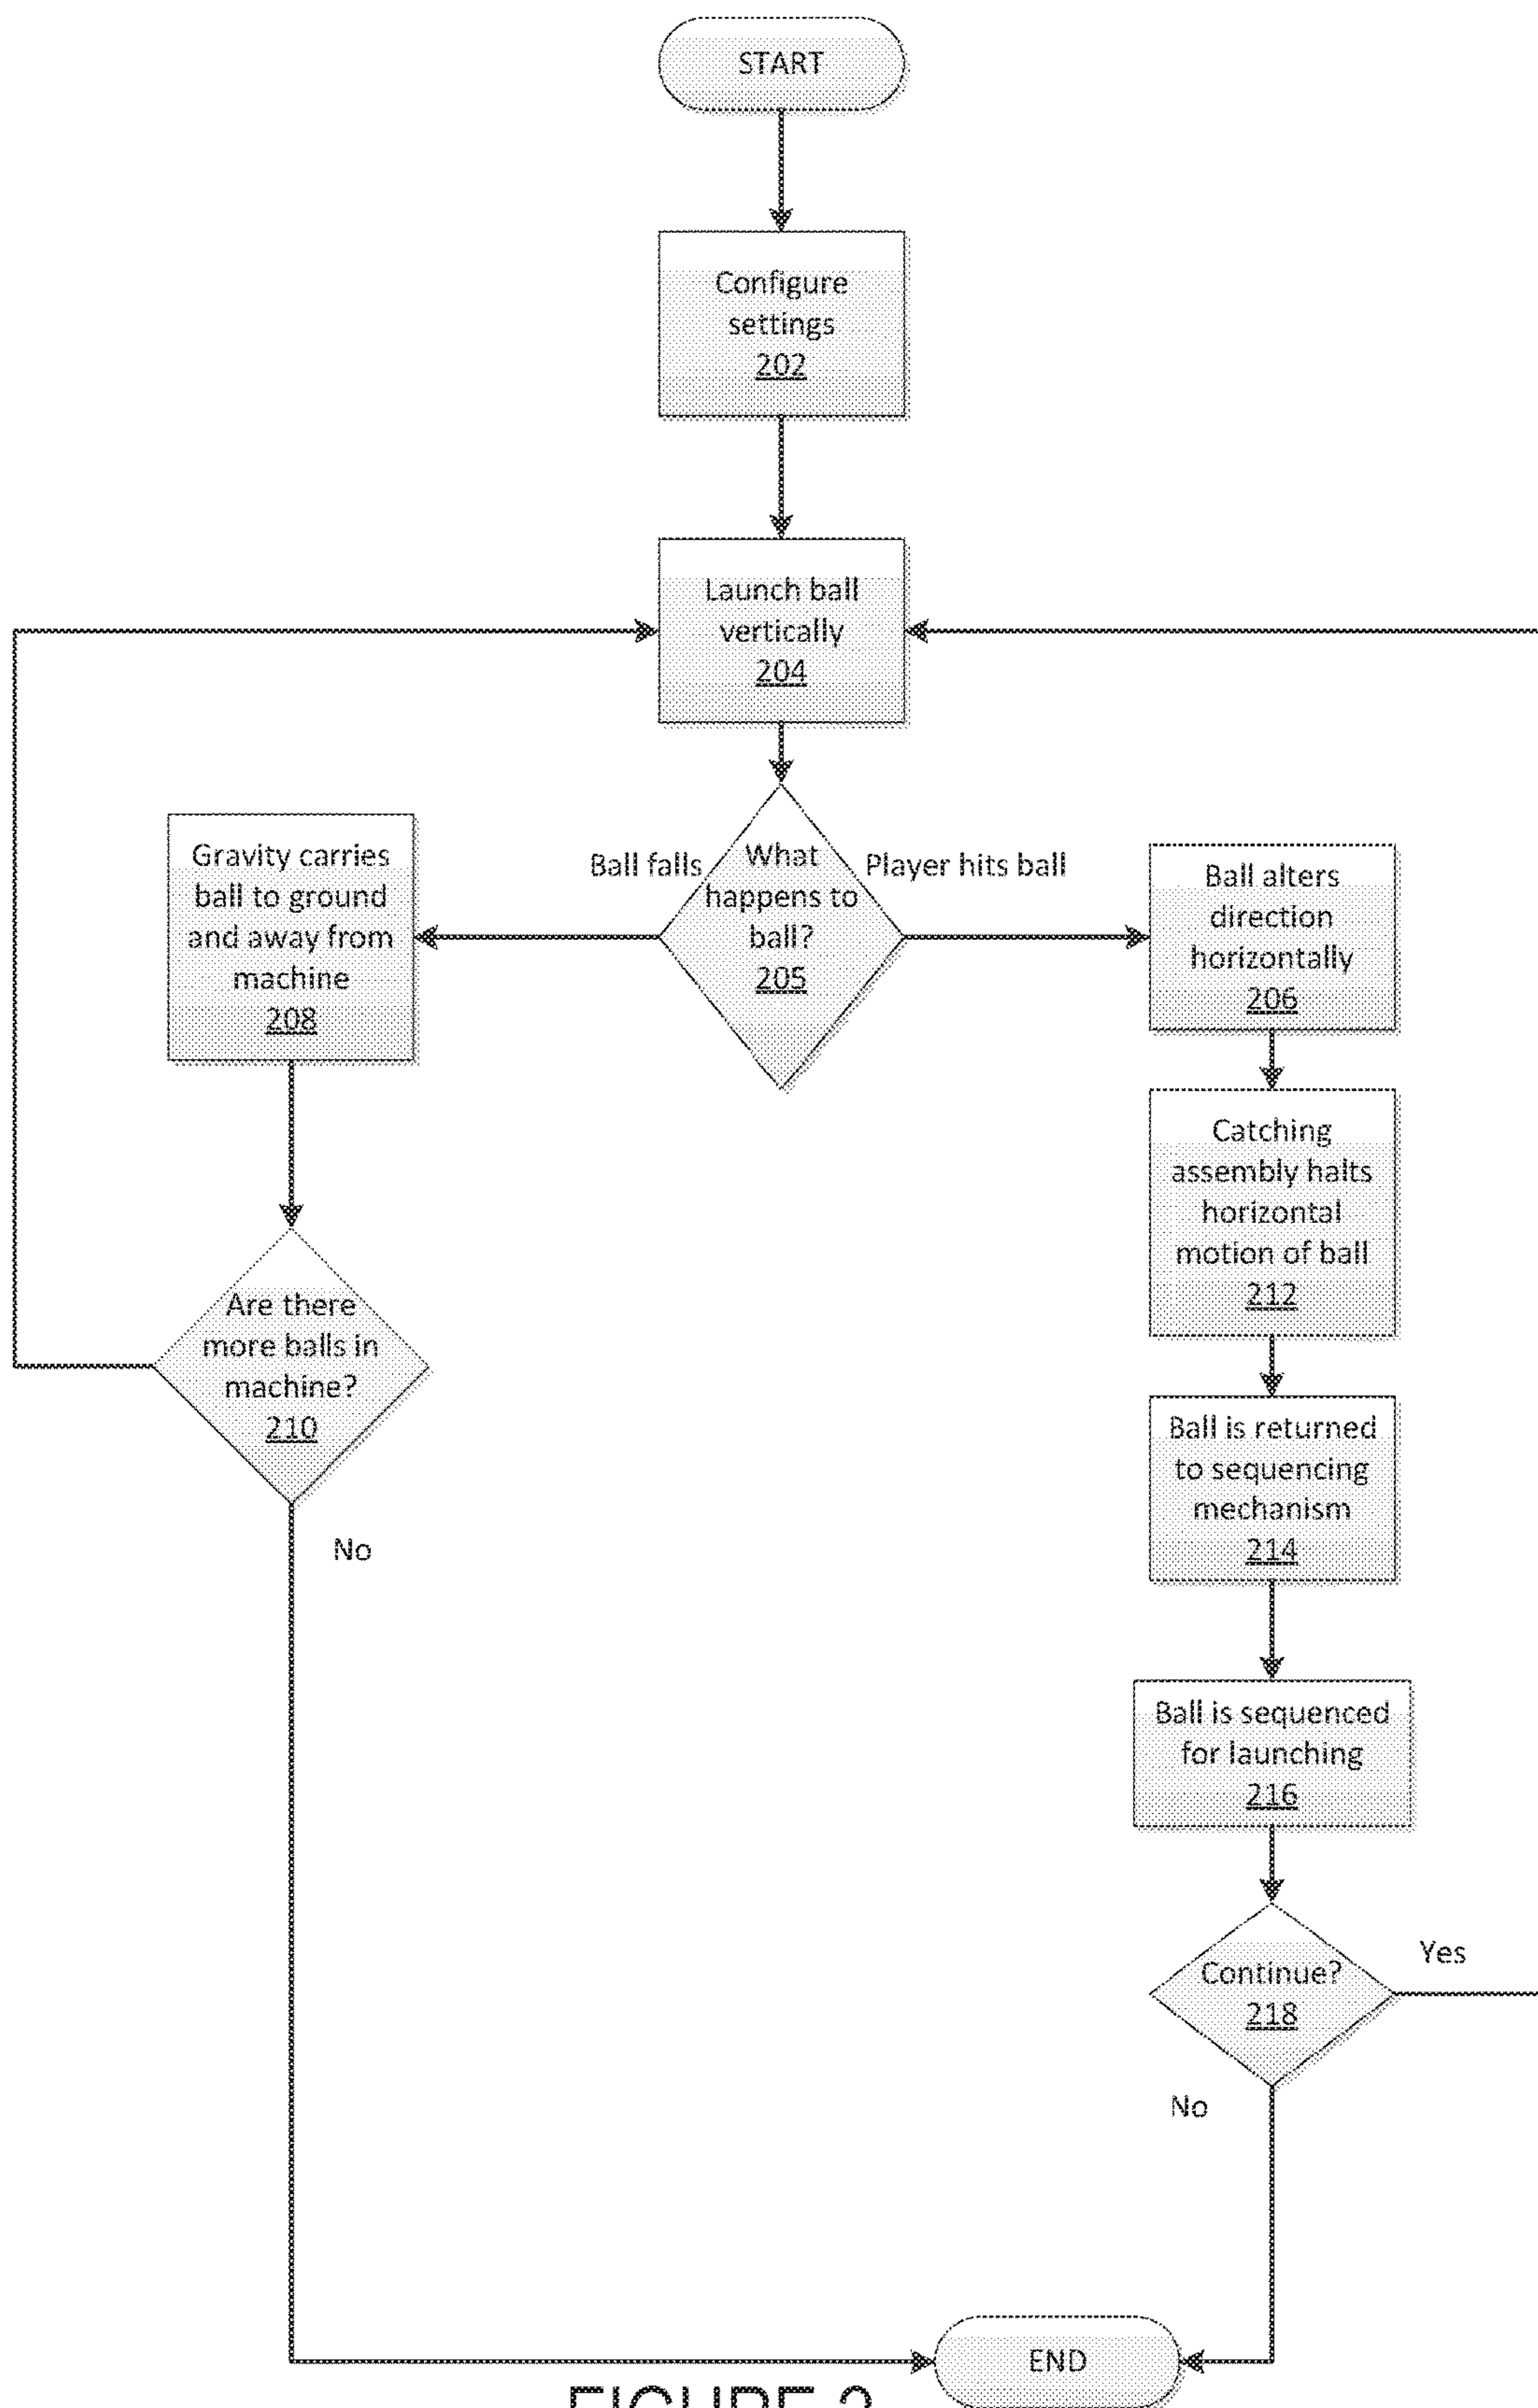 START
Configure
settings
202
Launch ball
vertically
204
Ball falls
What
happens to
ball?
205
Player hits ball
Gravity carries
ball to ground
and away from
machine
208
Ball alters
direction
horizontally
206
Catching
assembly halts
horizontal
motion of ball
212
Are there
more balls in
machine?
210
No
Ball is returned
to sequencing
mechanism
214
Ball is sequenced
for launching
216
Continue?
218
Yes
No
END
FIGURE